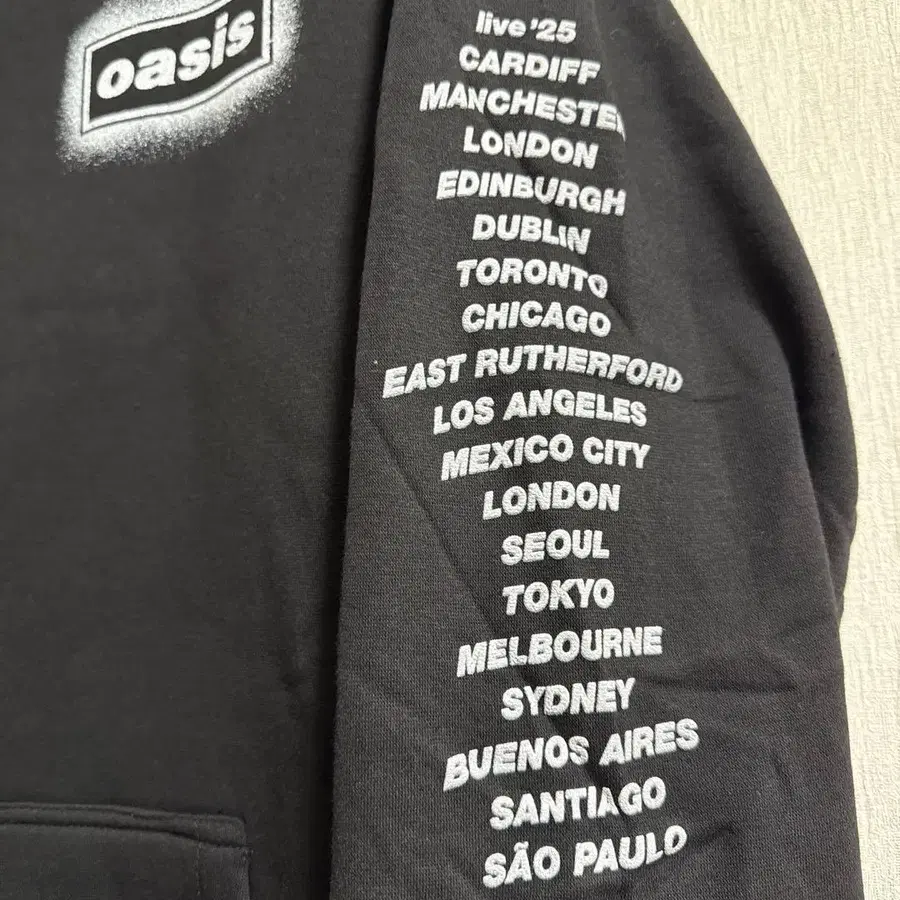 oasis
live '25
CARDIFF
MANCHESTER
LONDON
EDINBURGH
DUBLIN
TORONTO
CHICAGO
EAST RUTHERFORD
LOS ANGELES
MEXICO CITY
LONDON
SEOUL
TOKYO
MELBOURNE
SYDNEY
BUENOS AIRES
SANTIAGO
SÃO PAULO